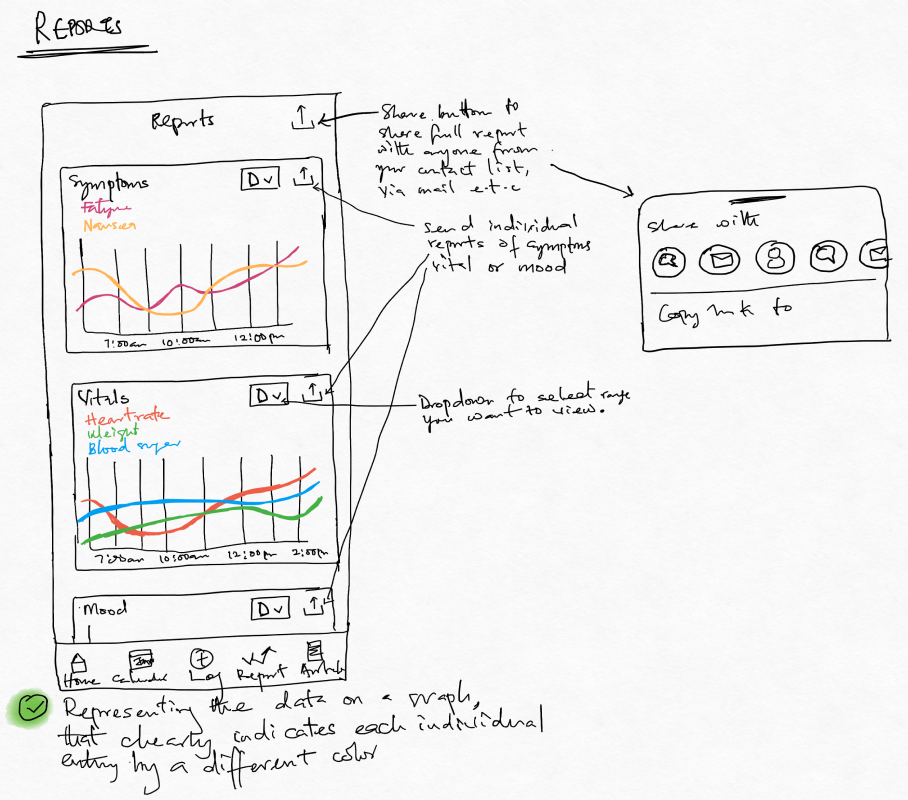 REPORTS
Reports
Share button to
share full report
with anyone from
your contact list,
via mail e.t.c
Symptoms
D
Fatigue
Nausea
7:00am 10:00am 12:00pm
send individual
reports of symptoms
vital or mood
Share with
Copy link to
Vitals
D
Heartrate
Weight
Blood suger
7:00am 10:00am 12:00pm 2:00pm
Dropdown to select range
you want to view.
Mood
D
Home Calendar Log Report
Representing the data on a graph,
that clearly indicates each individual
entry by a different color